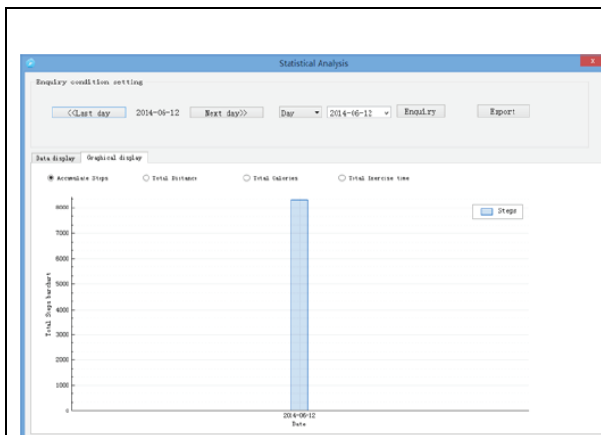 Statistical Analysis
x
Enquiry condition setting
<<Last day 2014-06-12 Next day>> Day 2014-06-12 Enquiry Export
Data display Graphical display
Accumulate Steps Total Distance Total Calories Total Exercise time
Steps
8000
7000
6000
5000
4000
3000
2000
1000
0
Total Steps barchart
2014-06-12
Date